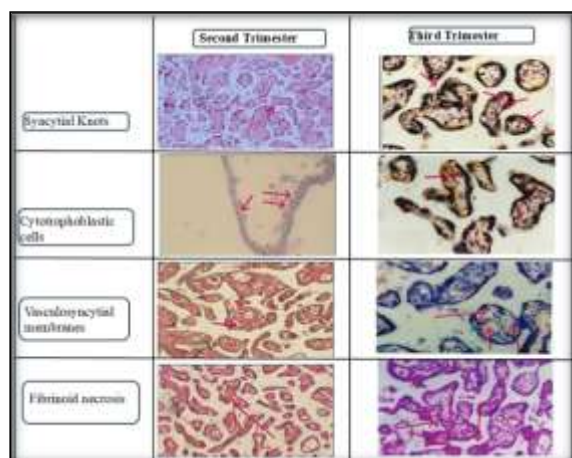 Second Trimester
Third Trimester
Syncytial Knots
Cytotrophoblastic
cells
Vasculosyncytial
membranes
Fibrinoid necrosis